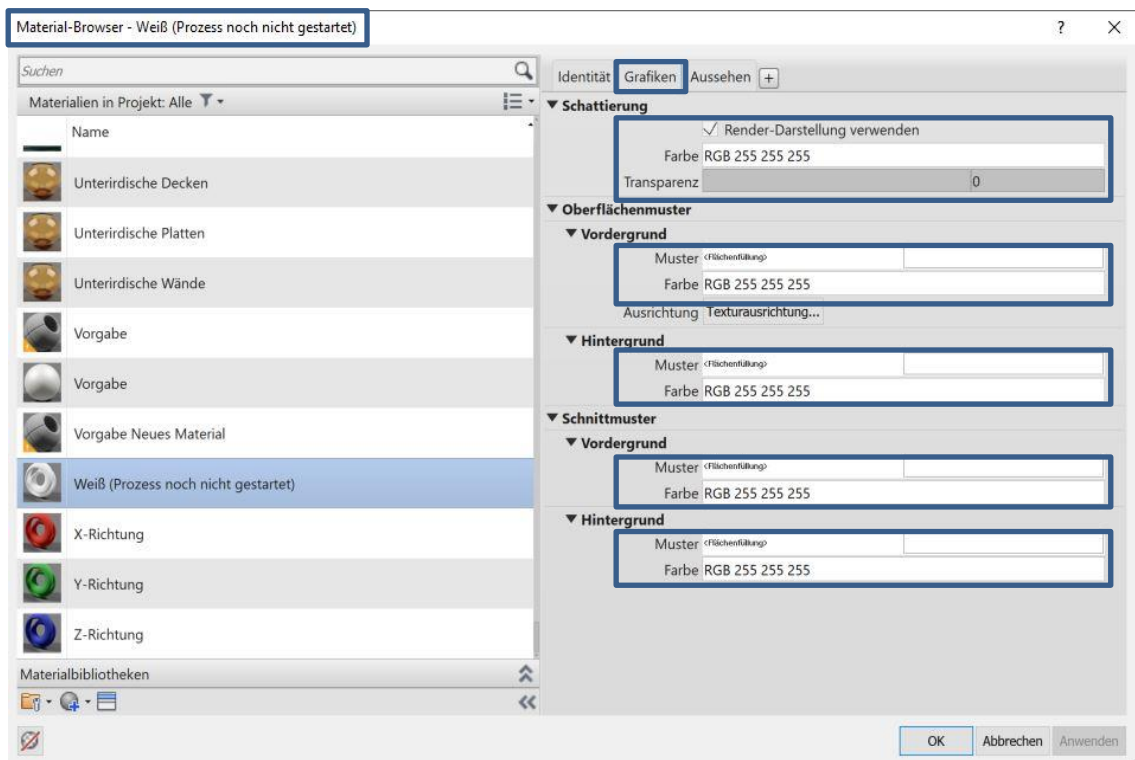 Material-Browser - Weiß (Prozess noch nicht gestartet)
?
Suchen
Materialien in Projekt: Alle
Name
Unterirdische Decken
Unterirdische Platten
Unterirdische Wände
Vorgabe
Vorgabe
Vorgabe Neues Material
Weiß (Prozess noch nicht gestartet)
X-Richtung
Y-Richtung
Z-Richtung
Materialbibliotheken
Identität Grafiken Aussehen +
Schattierung
Render-Darstellung verwenden
Farbe RGB 255 255 255
Transparenz 0
Oberflächenmuster
Vordergrund
Muster <Flächenfüllung>
Farbe RGB 255 255 255
Ausrichtung Texturausrichtung...
Hintergrund
Muster <Flächenfüllung>
Farbe RGB 255 255 255
Schnittmuster
Vordergrund
Muster <Flächenfüllung>
Farbe RGB 255 255 255
Hintergrund
Muster <Flächenfüllung>
Farbe RGB 255 255 255
OK Abbrechen Anwenden